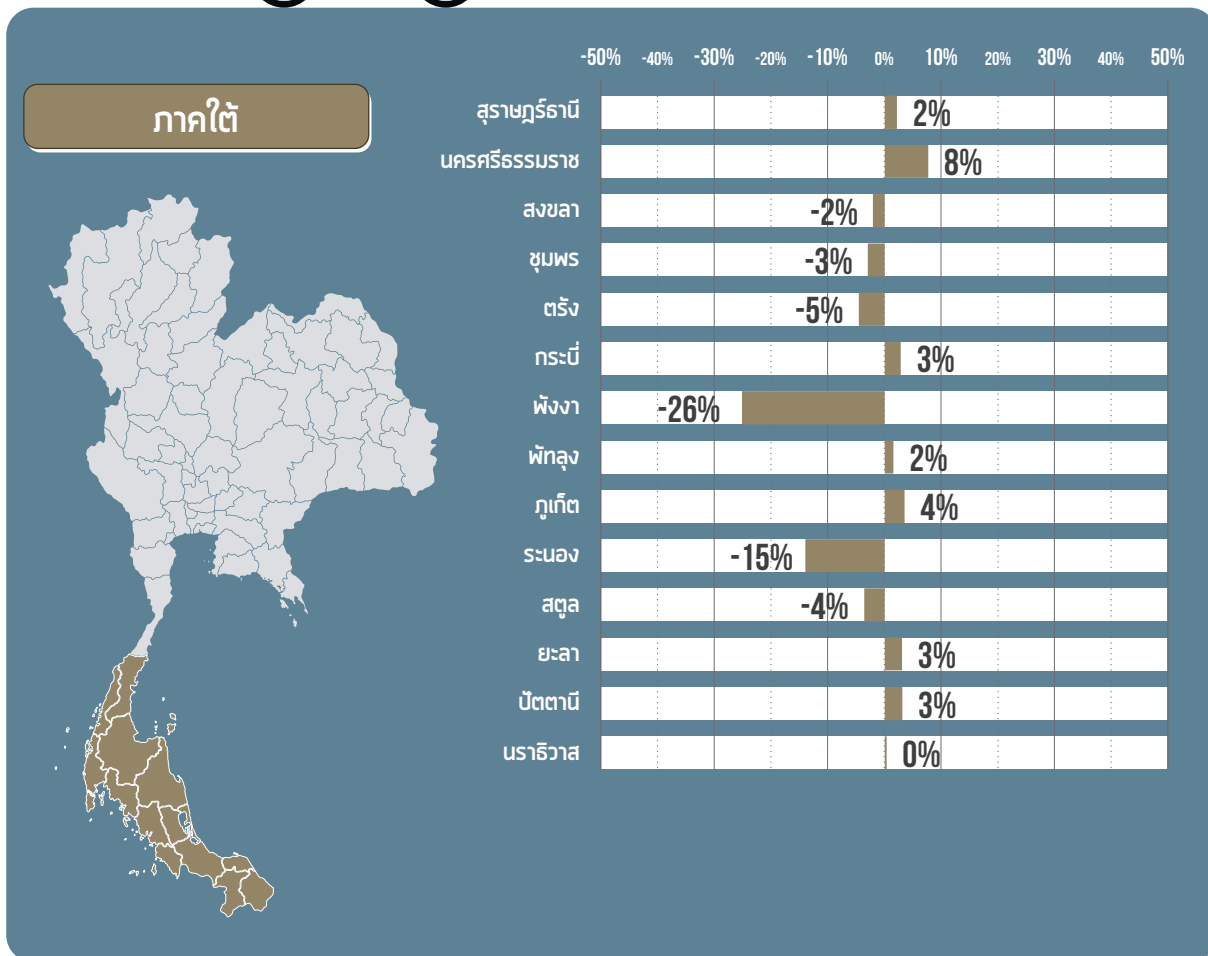 -50% -40% -30% -20% -10% 0% 10% 20% 30% 40% 50%
ภาคใต้
สุราษฎร์ธานี 2%
นครศรีธรรมราช 8%
สงขลา -2%
ชุมพร -3%
ตรัง -5%
กระบี่ 3%
พังงา -26%
พัทลุง 2%
ภูเก็ต 4%
ระนอง -15%
สตูล -4%
ยะลา 3%
ปัตตานี 3%
นราธิวาส 0%